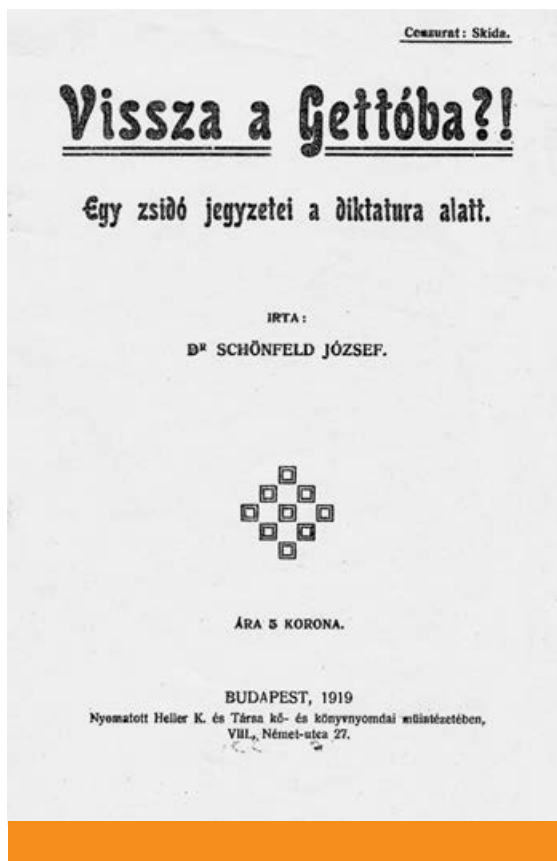 Cenzurat: Skida.
Vissza a Gettóba?!
Egy zsidó jegyzetei a diktatura alatt.
IRTA:
DR SCHÖNFELD JÓZSEF.
ÁRA 5 KORONA.
BUDAPEST, 1919
Nyomatott Heller K. és Társa kő- és könyvnyomdai műintézetében,
VIII., Német-utca 27.